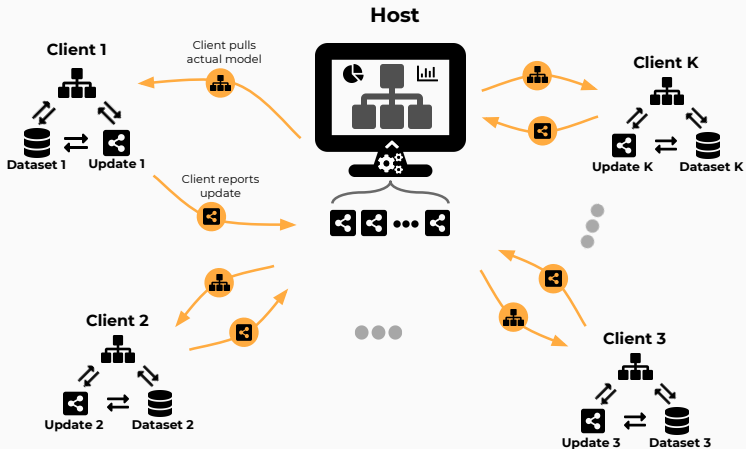 Host
Client 1
Client pulls
actual model
Dataset 1
Update 1
Client K
Update K
Dataset K
Client reports
update
Client 2
Update 2
Dataset 2
Client 3
Update 3
Dataset 3